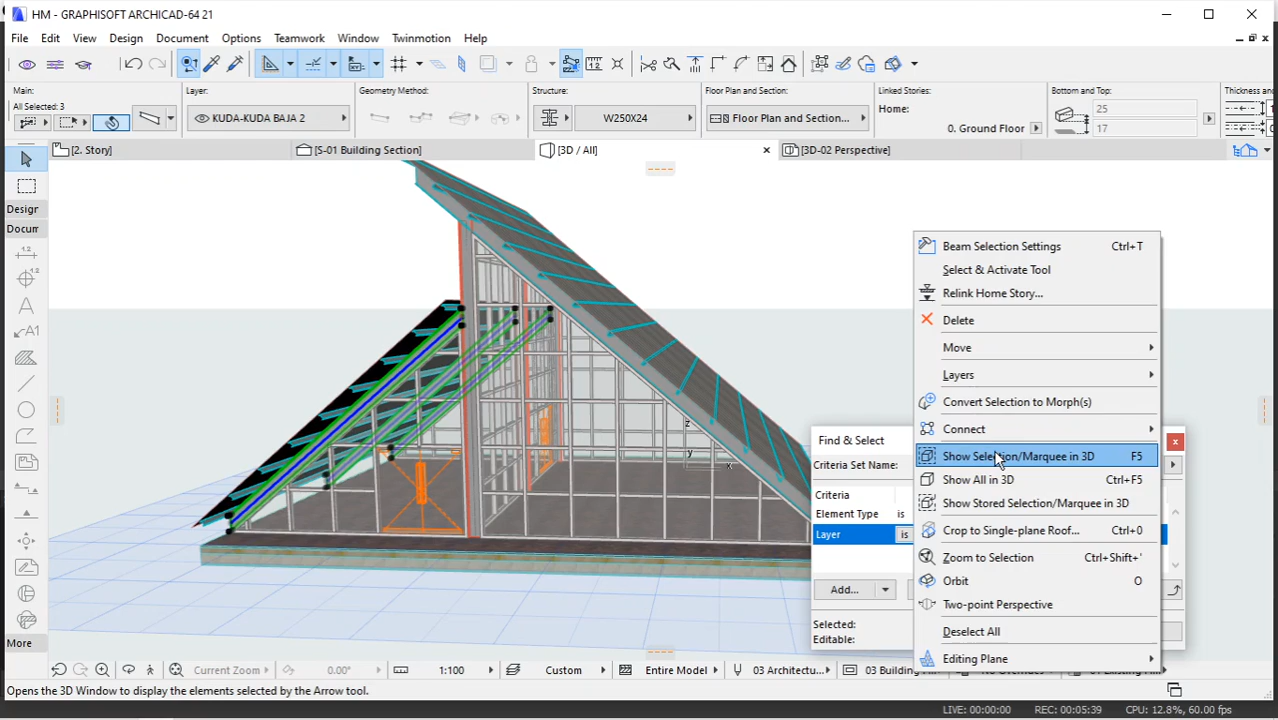 HM - GRAPHISOFT ARCHICAD-64 21
File Edit View Design Document Options Teamwork Window Twinmotion Help
Main: Layer: Geometry Method: Structure: Floor Plan and Section: Linked Stories: Bottom and Top: Thickness and
All Selected: 3
Home:
25
KUDA-KUDA BAJA 2
W250X24
Floor Plan and Section...
0. Ground Floor
17
[2. Story]
[S-01 Building Section]
[3D / All]
[3D-02 Perspective]
Design
Docum
A
A1
More
z
y
x
Beam Selection Settings Ctrl+T
Select & Activate Tool
Relink Home Story...
Delete
Move
Layers
Convert Selection to Morph(s)
Connect
Show Selection/Marquee in 3D F5
Show All in 3D Ctrl+F5
Show Stored Selection/Marquee in 3D
Crop to Single-plane Roof... Ctrl+0
Zoom to Selection Ctrl+Shift+'
Orbit O
Two-point Perspective
Deselect All
Editing Plane
Find & Select
Criteria Set Name:
Criteria
Element Type is
Layer is
Add...
Selected:
Editable:
Current Zoom
0.00°
1:100
Custom
Entire Model
03 Architectu...
03 Building
Opens the 3D Window to display the elements selected by the Arrow tool.
LIVE: 00:00:00 REC: 00:05:39 CPU: 12.8%, 60.00 fps